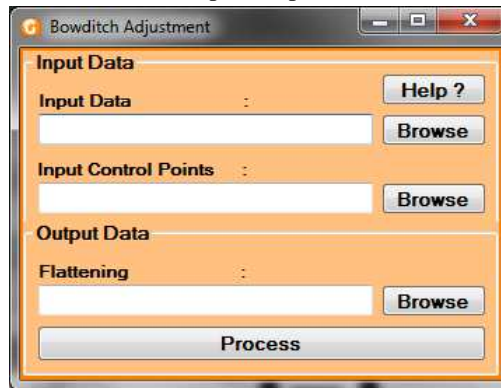 Bowditch Adjustment
Input Data
Help ?
Input Data :
Browse
Input Control Points :
Browse
Output Data
Flattening :
Browse
Process